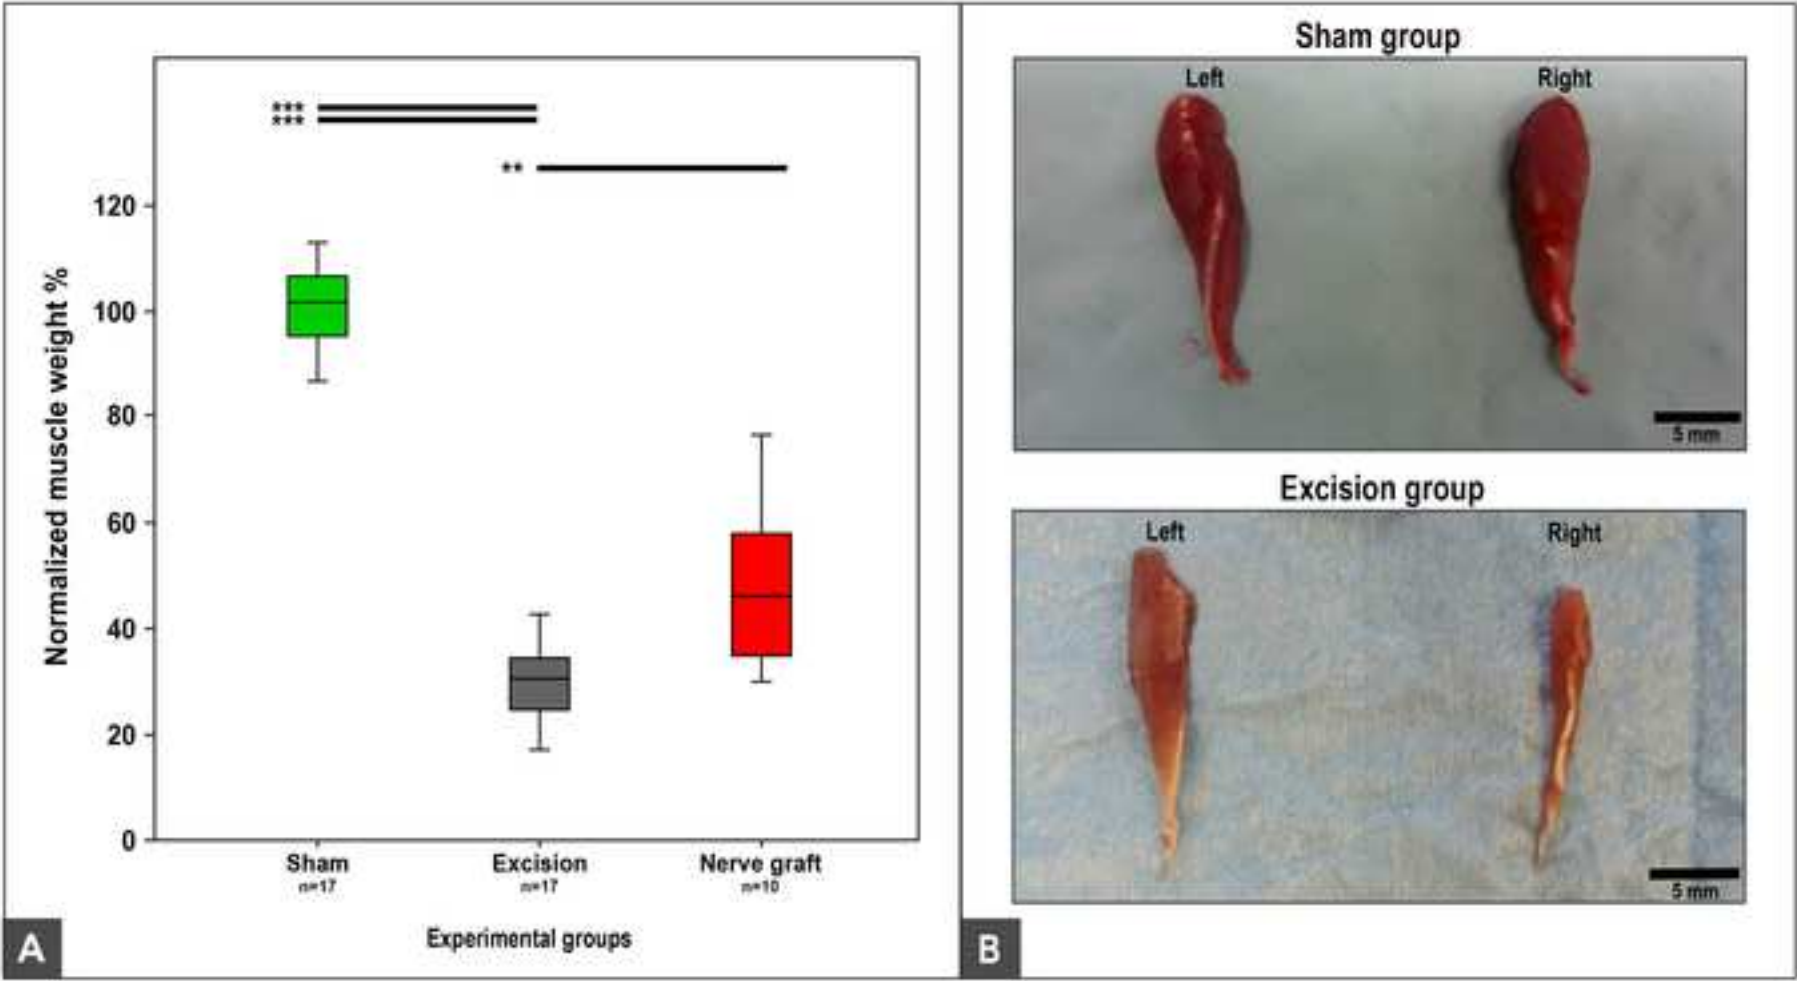 ***
***
**
120
100
80
60
40
20
0
Normalized muscle weight %
Sham
n=17
Excision
n=17
Nerve graft
n=10
Experimental groups
A
Sham group
Left
Right
5 mm
Excision group
Left
Right
5 mm
B